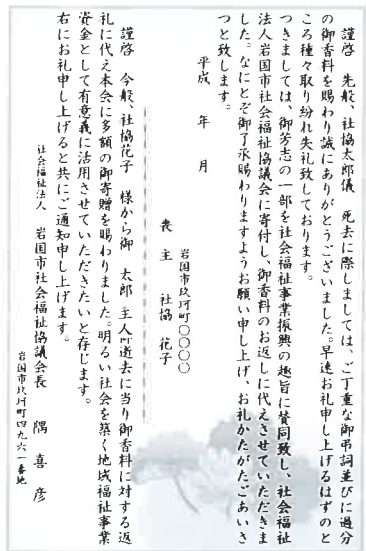 謹啓　先般、社協太郎儀　死去に際しましては、ご丁重な御弔詞並びに過分
の御香料を賜わり誠にありがとうございました。早速お礼申し上げるはずのと
ころ種々取り紛れ失礼致しております。
つきましては、御芳志の一部を社会福祉事業振興の趣旨に賛同致し、社会福祉
法人岩国市社会福祉協議会に寄付し、御香料のお返しに代えさせていただきま
した。なにとぞ御了承賜わりますようお願い申し上げ、お礼かたがたごあいさ
つと致します。
平成　年　月
岩国市玖珂町〇〇〇〇
喪主　社協　花子
謹啓　今般、社協花子　様から御　太郎　主人　逝去に当り御香料に対する返
礼に代え本会に多額の御寄贈を賜わりました。明るい社会を築く地域福祉事業
資金として有意義に活用させていただきたいと存じます。
右にお礼申し上げると共にご通知申し上げます。
社会福祉法人　岩国市社会福祉協議会長　隅　喜彦
岩国市玖珂町四九六一番地